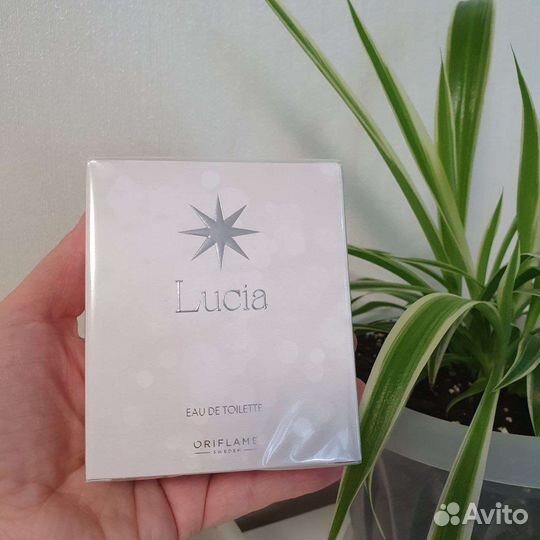 Lucia
EAU DE TOILETTE
ORIFLAME
SWEDEN
Avito